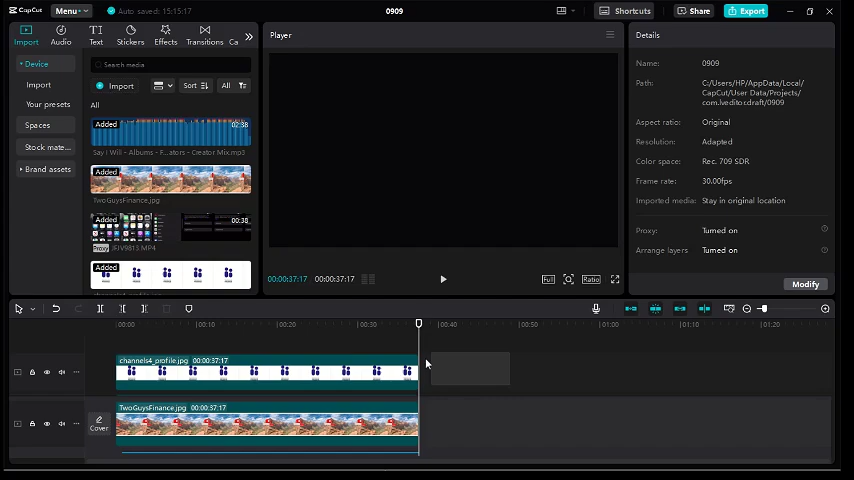 CapCut
Menu
Auto saved: 15:15:17
0909
Shortcuts
Share
Export
Import
Audio
Text
Stickers
Effects
Transitions
Ca
Player
Details
Device
Import
Your presets
Spaces
Stock mate...
Brand assets
Search media
Import
Sort
All
All
Added
02:38
Say I Will - Albums - F...ators - Creator Mix.mp3
Added
TwoGuysFinance.jpg
Added
00:38
Proxy
Added
Name:
0909
Path:
C:/Users/HP/AppData/Local/
CapCut/User Data/Projects/
com.lveditor.draft/0909
Aspect ratio:
Original
Resolution:
Adapted
Color space:
Rec. 709 SDR
Frame rate:
30.00fps
Imported media:
Stay in original location
Proxy:
Turned on
Arrange layers
Turned on
Modify
00:00:37:17
00:00:37:17
Full
Ratio
00:00
00:10
00:20
00:30
00:40
00:50
01:00
01:10
01:20
channels4_profile.jpg 00:00:37:17
TwoGuysFinance.jpg 00:00:37:17
Cover